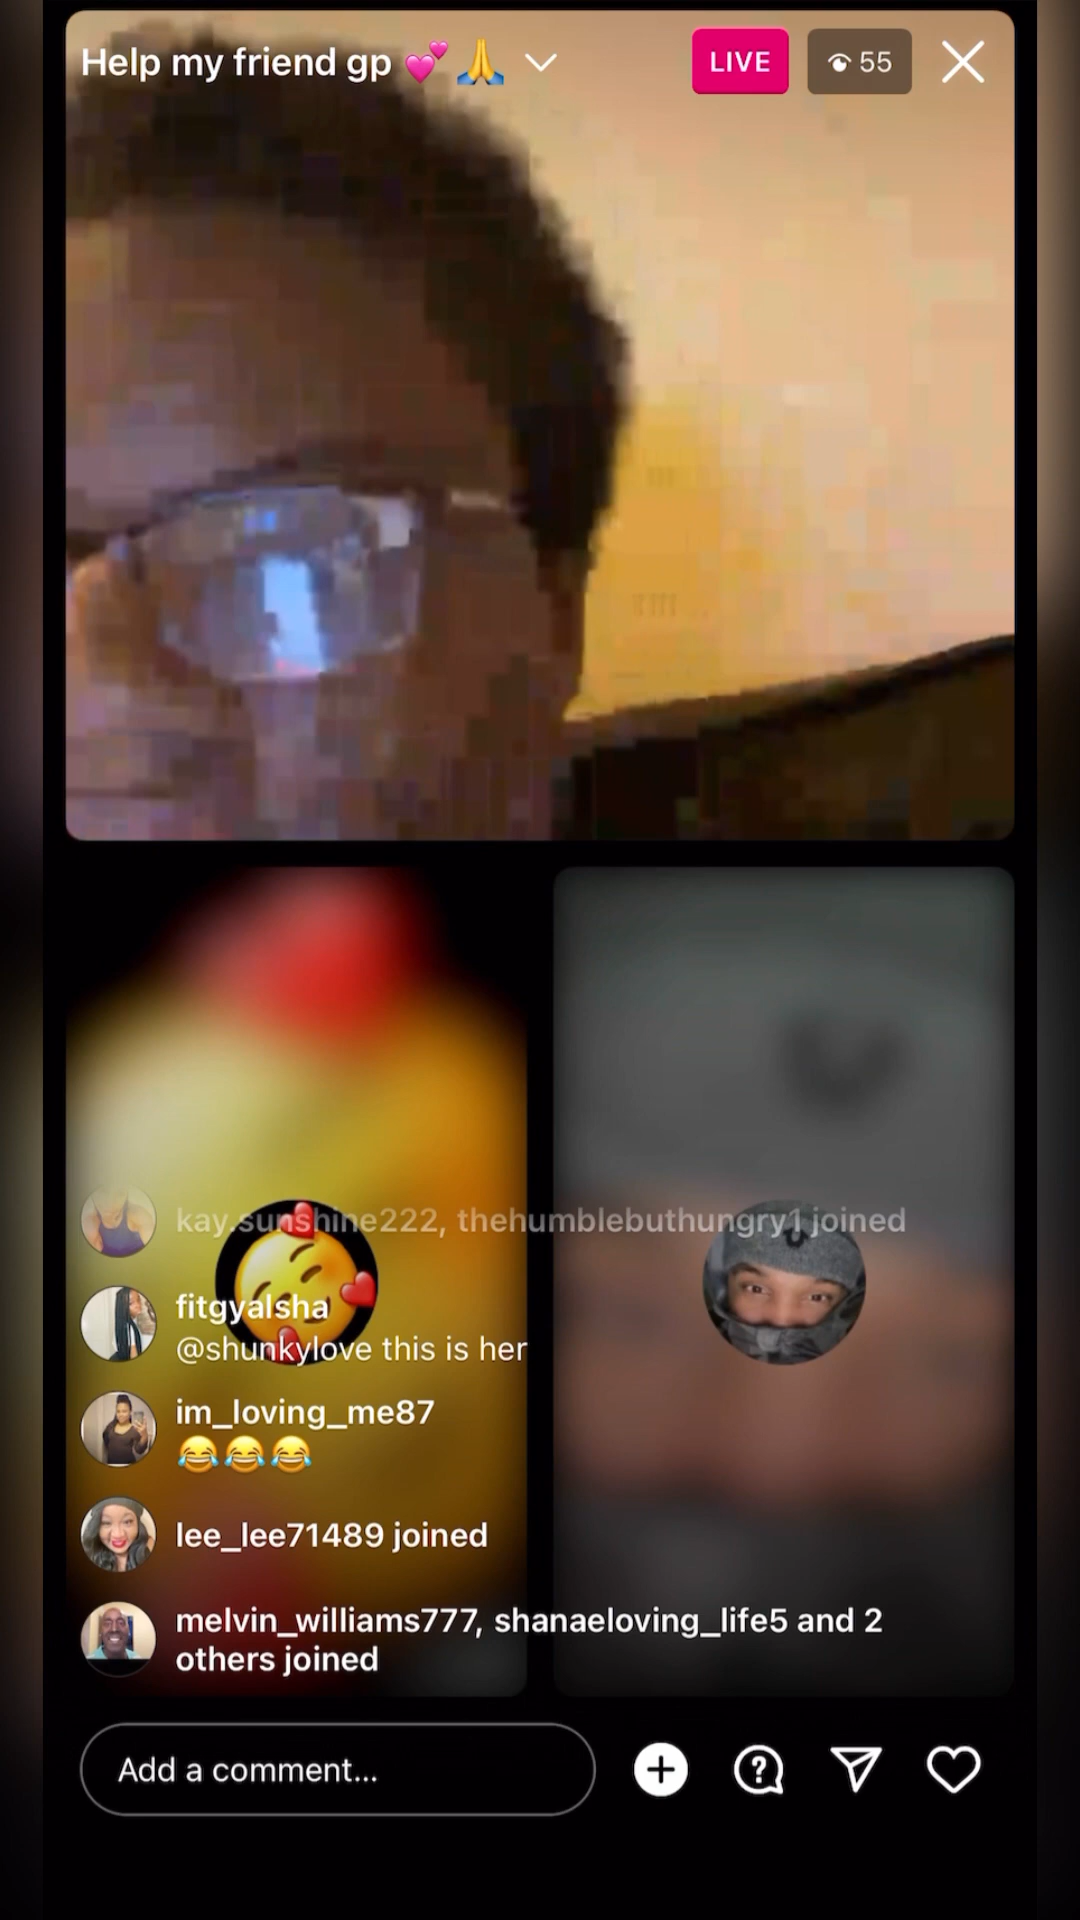 Help my friend gp 💕 🙏
LIVE
55
kay.sunshine222, thehumblebuthungry1 joined
fitgyalsha
@shunkylove this is her
im_loving_me87
😂😂😂
lee_lee71489 joined
melvin_williams777, shanaeloving_life5 and 2
others joined
Add a comment...